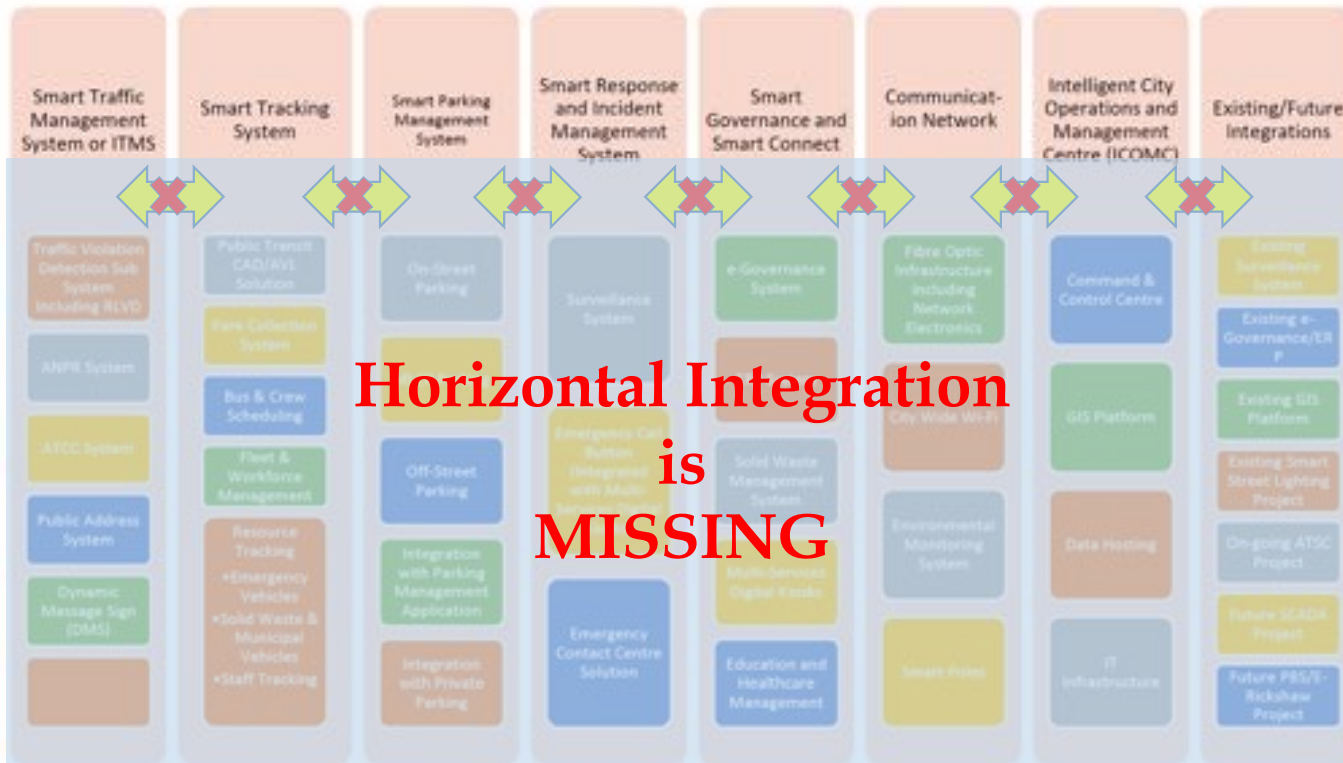 Smart Traffic
Management
System or ITMS
Smart Tracking
System
Smart Parking
Management
System
Smart Response
and Incident
Management
System
Smart
Governance and
Smart Connect
Communicat-
ion Network
Intelligent City
Operations and
Management
Centre (ICOMC)
Existing/Future
Integrations
Traffic Violation
Detection Sub
System
Including RLVD
ANPR System
ATCC System
Public Address
System
Dynamic
Message Sign
(DMS)
Public Transit
CAD/AVL
Solution
Fare Collection
System
Bus & Crew
Scheduling
Fleet &
Workforce
Management
Resource
Tracking
•Emergency
Vehicles
•Solid Waste &
Municipal
Vehicles
•Staff Tracking
On-Street
Parking
Off-Street
Parking
Integration
with Parking
Management
Application
Integration
with Private
Parking
Surveillance
System
Emergency Call
Button
(Integrated
with Multi-
Emergency
Contact Centre
Solution
e-Governance
System
Solid Waste
Management
System
Multi-Services
Digital Kiosks
Education and
Healthcare
Management
Fibre Optic
Infrastructure
including
Network
Electronics
City Wide Wi-Fi
Environmental
Monitoring
System
Smart Poles
Command &
Control Centre
GIS Platform
Data Hosting
IT
Infrastructure
Existing
Surveillance
System
Existing e-
Governance/ER
P
Existing GIS
Platform
Existing Smart
Street Lighting
Project
On-going ATSC
Project
Future SCADA
Project
Future PBS/E-
Rickshaw
Project
Horizontal Integration
is
MISSING